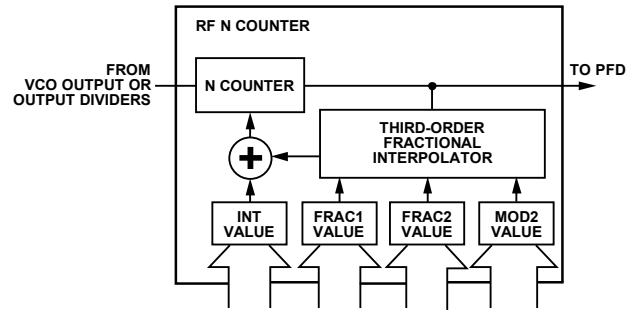 RF N COUNTER
FROM
VCO OUTPUT OR
OUTPUT DIVIDERS
N COUNTER
TO PFD
THIRD-ORDER
FRACTIONAL
INTERPOLATOR
+
INT
VALUE
FRAC1
VALUE
FRAC2
VALUE
MOD2
VALUE